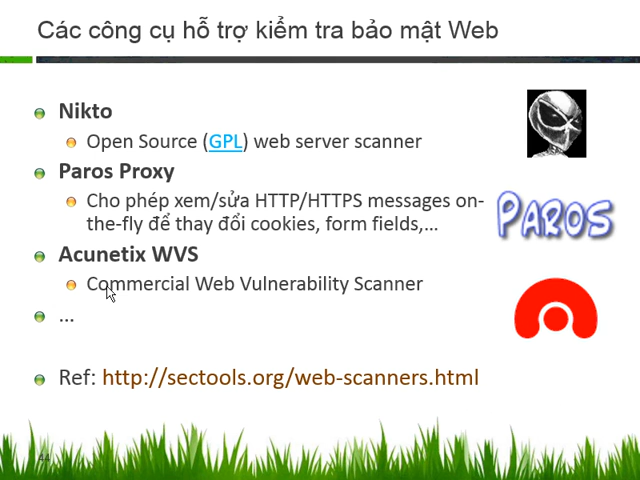 Các công cụ hỗ trợ kiểm tra bảo mật Web
Nikto
Open Source (GPL) web server scanner
Paros Proxy
Cho phép xem/sửa HTTP/HTTPS messages on-
the-fly để thay đổi cookies, form fields,...
PAROS
Acunetix WVS
Commercial Web Vulnerability Scanner
...
Ref: http://sectools.org/web-scanners.html
44